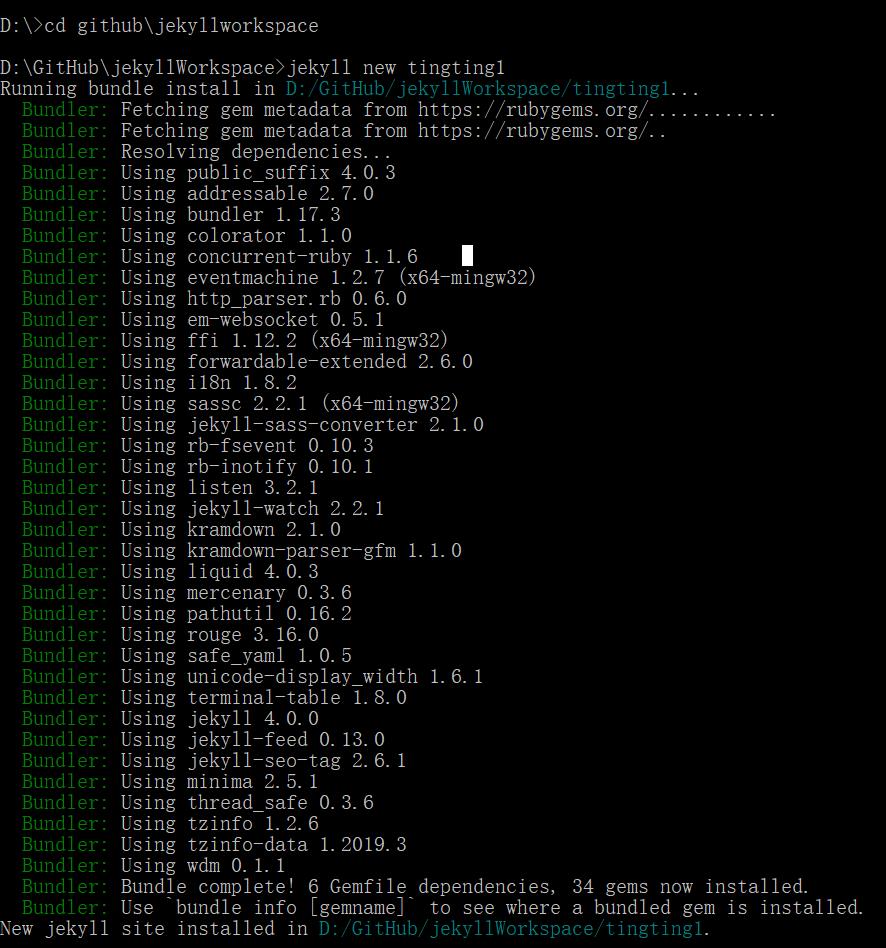 D:\>cd github\jekyllworkspace
D:\GitHub\jekyllWorkspace>jekyll new tingting1
Running bundle install in D:/GitHub/jekyllWorkspace/tingting1...
Bundler: Fetching gem metadata from https://rubygems.org/............
Bundler: Fetching gem metadata from https://rubygems.org/..
Bundler: Resolving dependencies...
Bundler: Using public_suffix 4.0.3
Bundler: Using addressable 2.7.0
Bundler: Using bundler 1.17.3
Bundler: Using colorator 1.1.0
Bundler: Using concurrent-ruby 1.1.6
Bundler: Using eventmachine 1.2.7 (x64-mingw32)
Bundler: Using http_parser.rb 0.6.0
Bundler: Using em-websocket 0.5.1
Bundler: Using ffi 1.12.2 (x64-mingw32)
Bundler: Using forwardable-extended 2.6.0
Bundler: Using i18n 1.8.2
Bundler: Using sassc 2.2.1 (x64-mingw32)
Bundler: Using jekyll-sass-converter 2.1.0
Bundler: Using rb-fsevent 0.10.3
Bundler: Using rb-inotify 0.10.1
Bundler: Using listen 3.2.1
Bundler: Using jekyll-watch 2.2.1
Bundler: Using kramdown 2.1.0
Bundler: Using kramdown-parser-gfm 1.1.0
Bundler: Using liquid 4.0.3
Bundler: Using mercenary 0.3.6
Bundler: Using pathutil 0.16.2
Bundler: Using rouge 3.16.0
Bundler: Using safe_yaml 1.0.5
Bundler: Using unicode-display_width 1.6.1
Bundler: Using terminal-table 1.8.0
Bundler: Using jekyll 4.0.0
Bundler: Using jekyll-feed 0.13.0
Bundler: Using jekyll-seo-tag 2.6.1
Bundler: Using minima 2.5.1
Bundler: Using thread_safe 0.3.6
Bundler: Using tzinfo 1.2.6
Bundler: Using tzinfo-data 1.2019.3
Bundler: Using wdm 0.1.1
Bundler: Bundle complete! 6 Gemfile dependencies, 34 gems now installed.
Bundler: Use `bundle info [gemname]` to see where a bundled gem is installed.
New jekyll site installed in D:/GitHub/jekyllWorkspace/tingting1.